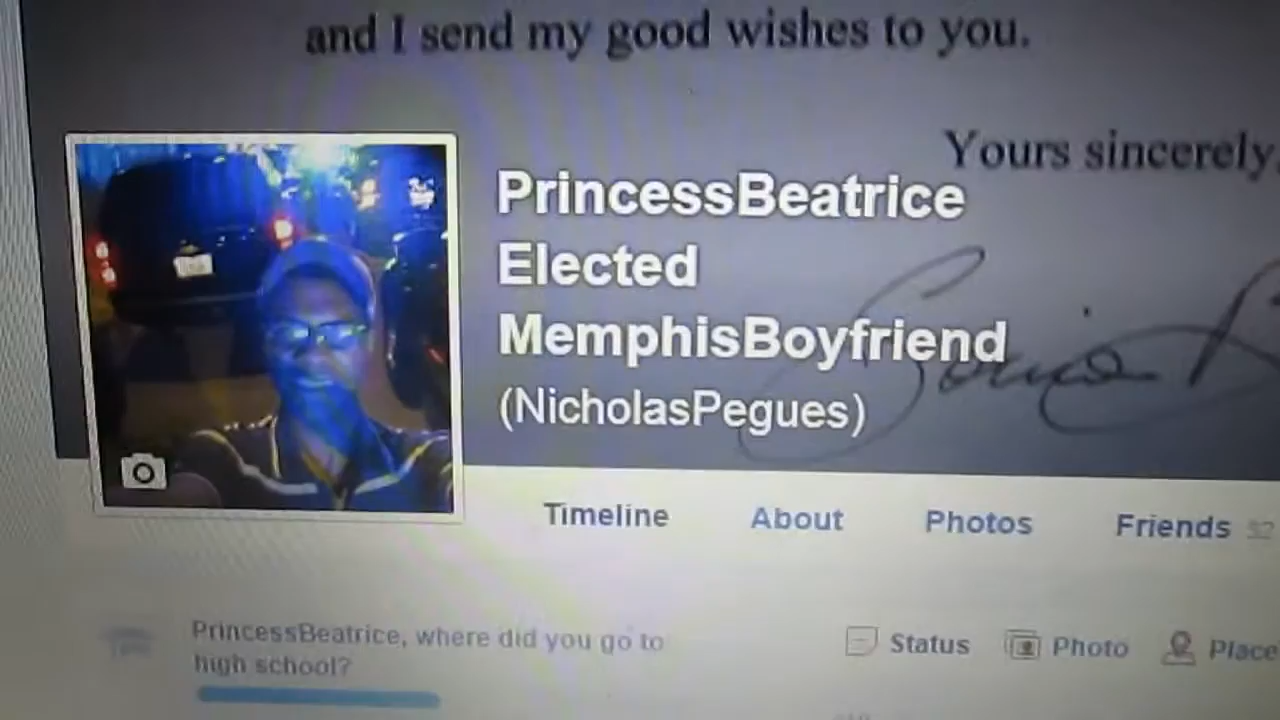 and I send my good wishes to you.
Yours sincerely,
PrincessBeatrice
Elected
MemphisBoyfriend
(NicholasPegues)
Timeline About Photos Friends
PrincessBeatrice, where did you go to
high school?
Status Photo Place